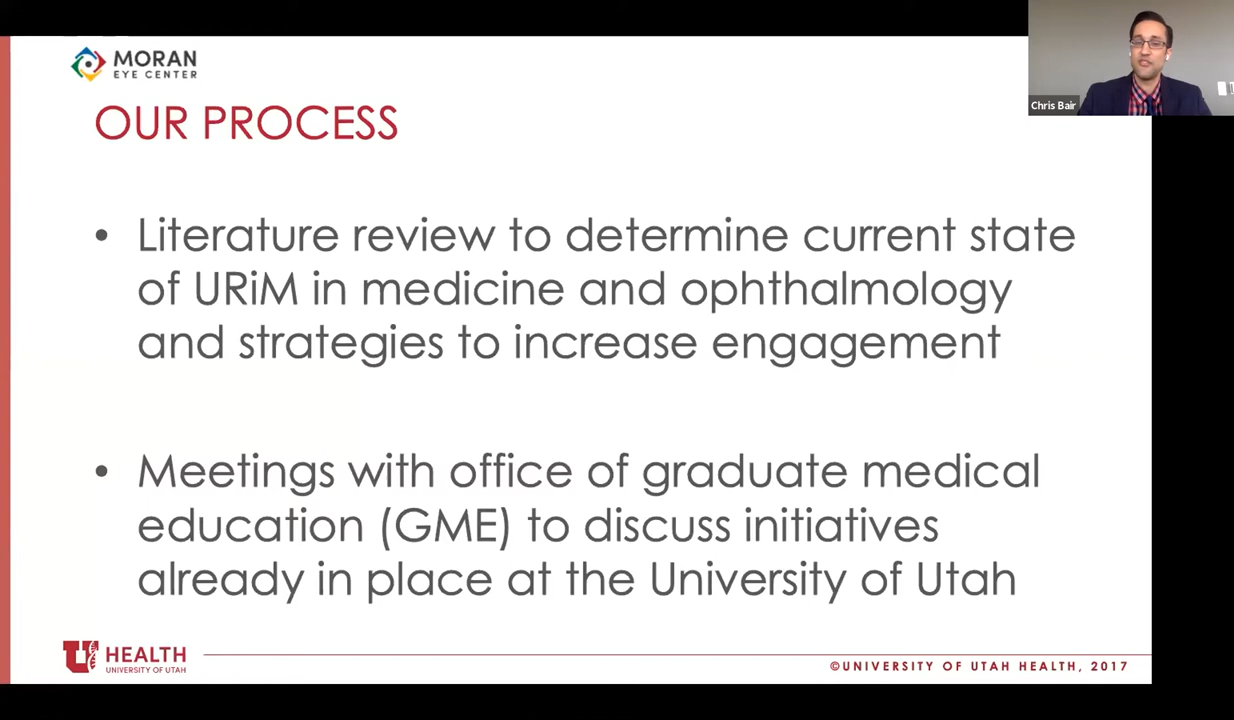 MORAN
EYE CENTER
Chris Bair
OUR PROCESS
• Literature review to determine current state
of URiM in medicine and ophthalmology
and strategies to increase engagement
• Meetings with office of graduate medical
education (GME) to discuss initiatives
already in place at the University of Utah
U HEALTH
UNIVERSITY OF UTAH
©UNIVERSITY OF UTAH HEALTH, 2017